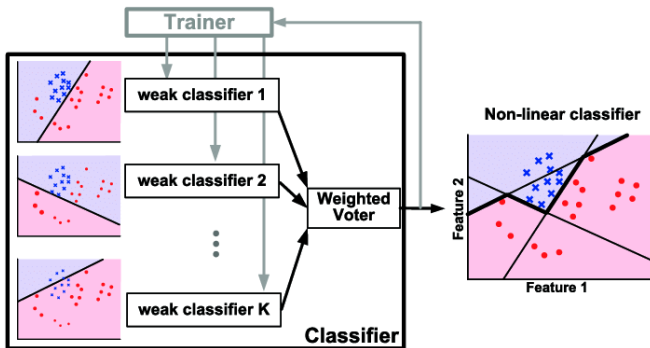 Trainer
weak classifier 1
weak classifier 2
weak classifier K
Weighted
Voter
Classifier
Non-linear classifier
Feature 2
Feature 1